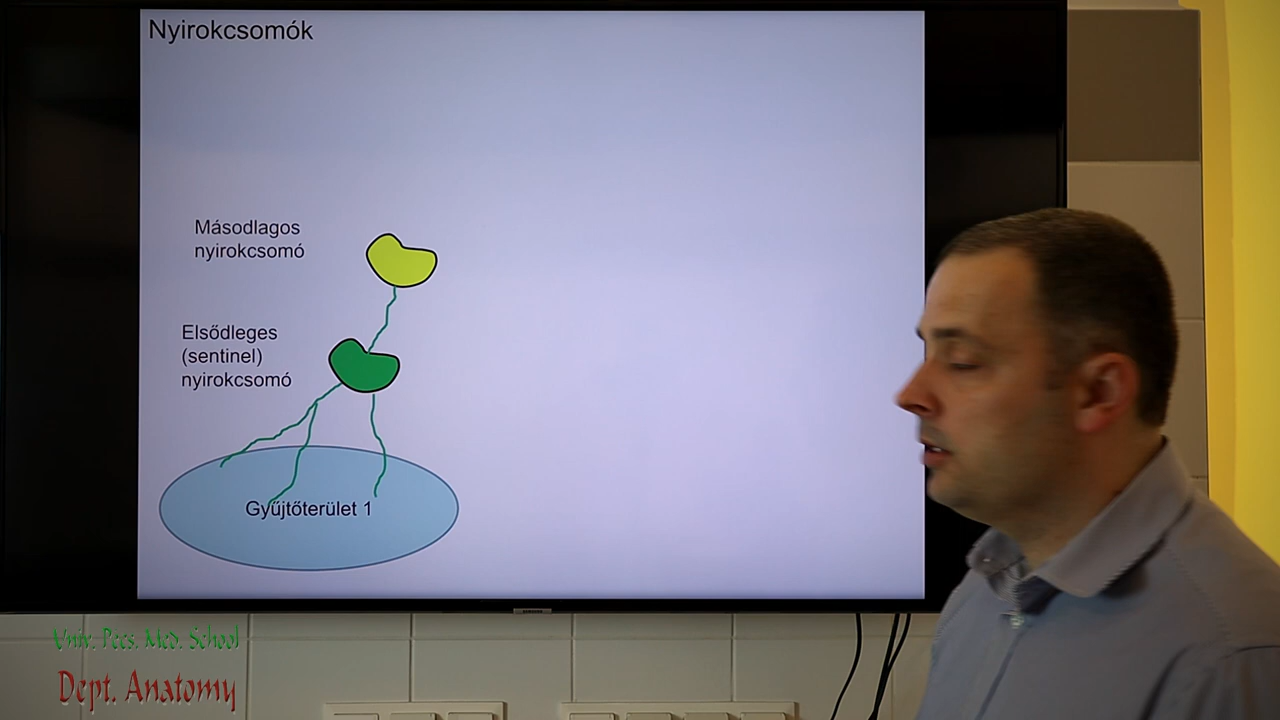 Nyirokcsomók
Másodlagos
nyirokcsomó
Elsődleges
(sentinel)
nyirokcsomó
Gyűjtőterület 1
Univ. Pecs. Med. School
Dept. Anatomy